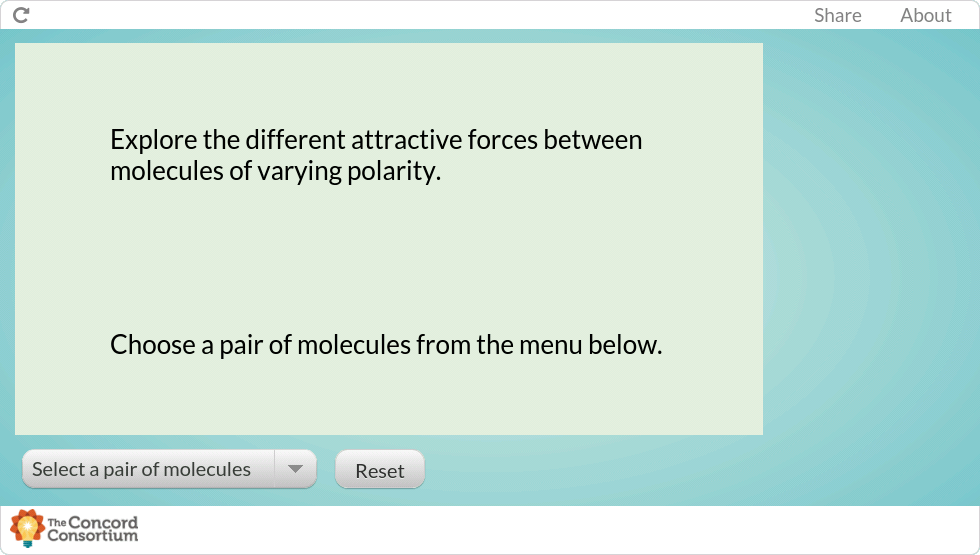 Share About
Explore the different attractive forces between
molecules of varying polarity.
Choose a pair of molecules from the menu below.
Select a pair of molecules Reset
The Concord
Consortium